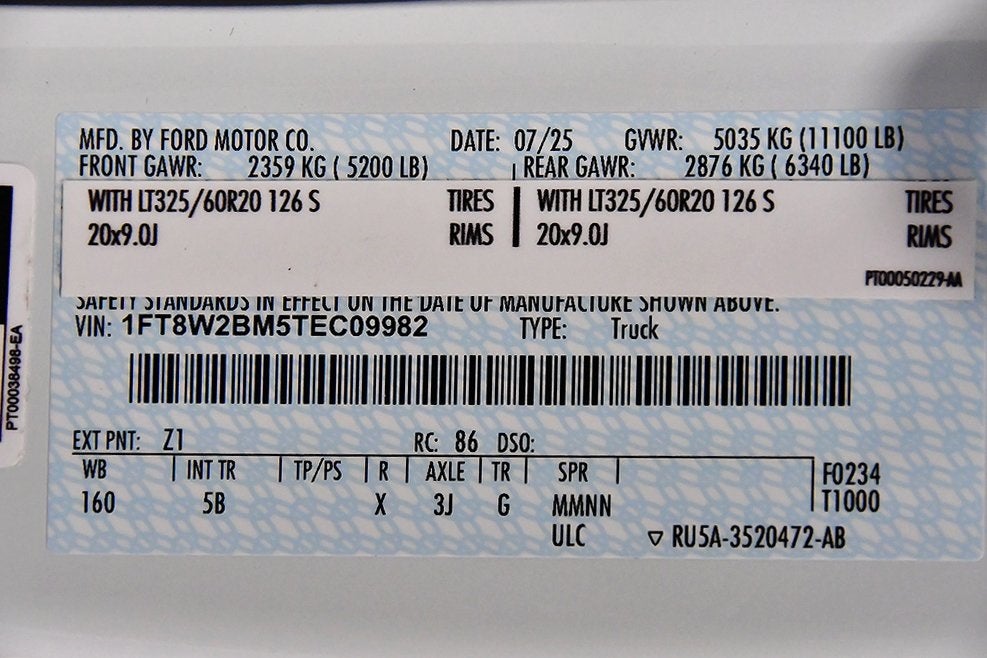 MFD. BY FORD MOTOR CO. DATE: 07/25 GVWR: 5035 KG (11100 LB)
FRONT GAWR: 2359 KG ( 5200 LB) | REAR GAWR: 2876 KG ( 6340 LB)
WITH LT325/60R20 126 S TIRES | WITH LT325/60R20 126 S TIRES
20x9.0J RIMS | 20x9.0J RIMS
PT00050229-AA
SAFETY STANDARDS IN EFFECT ON THE DATE OF MANUFACTURE SHOWN ABOVE.
VIN: 1FT8W2BM5TEC09982 TYPE: Truck
EXT PNT: Z1 RC: 86 DSO:
WB | INT TR | TP/PS | R | AXLE | TR | SPR | F0234
160 5B X 3J G MMNN T1000
ULC ▽ RU5A-3520472-AB
PT00038498-EA